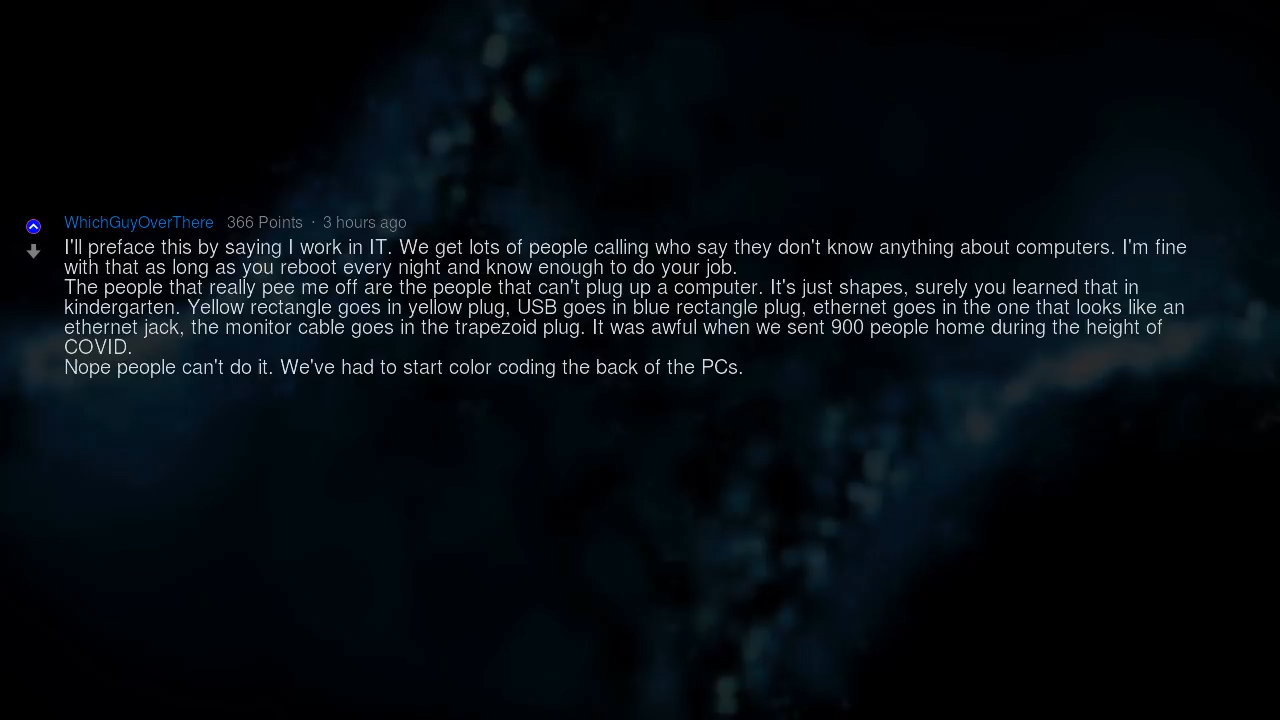 WhichGuyOverThere 366 Points · 3 hours ago
I'll preface this by saying I work in IT. We get lots of people calling who say they don't know anything about computers. I'm fine
with that as long as you reboot every night and know enough to do your job.
The people that really pee me off are the people that can't plug up a computer. It's just shapes, surely you learned that in
kindergarten. Yellow rectangle goes in yellow plug, USB goes in blue rectangle plug, ethernet goes in the one that looks like an
ethernet jack, the monitor cable goes in the trapezoid plug. It was awful when we sent 900 people home during the height of
COVID.
Nope people can't do it. We've had to start color coding the back of the PCs.